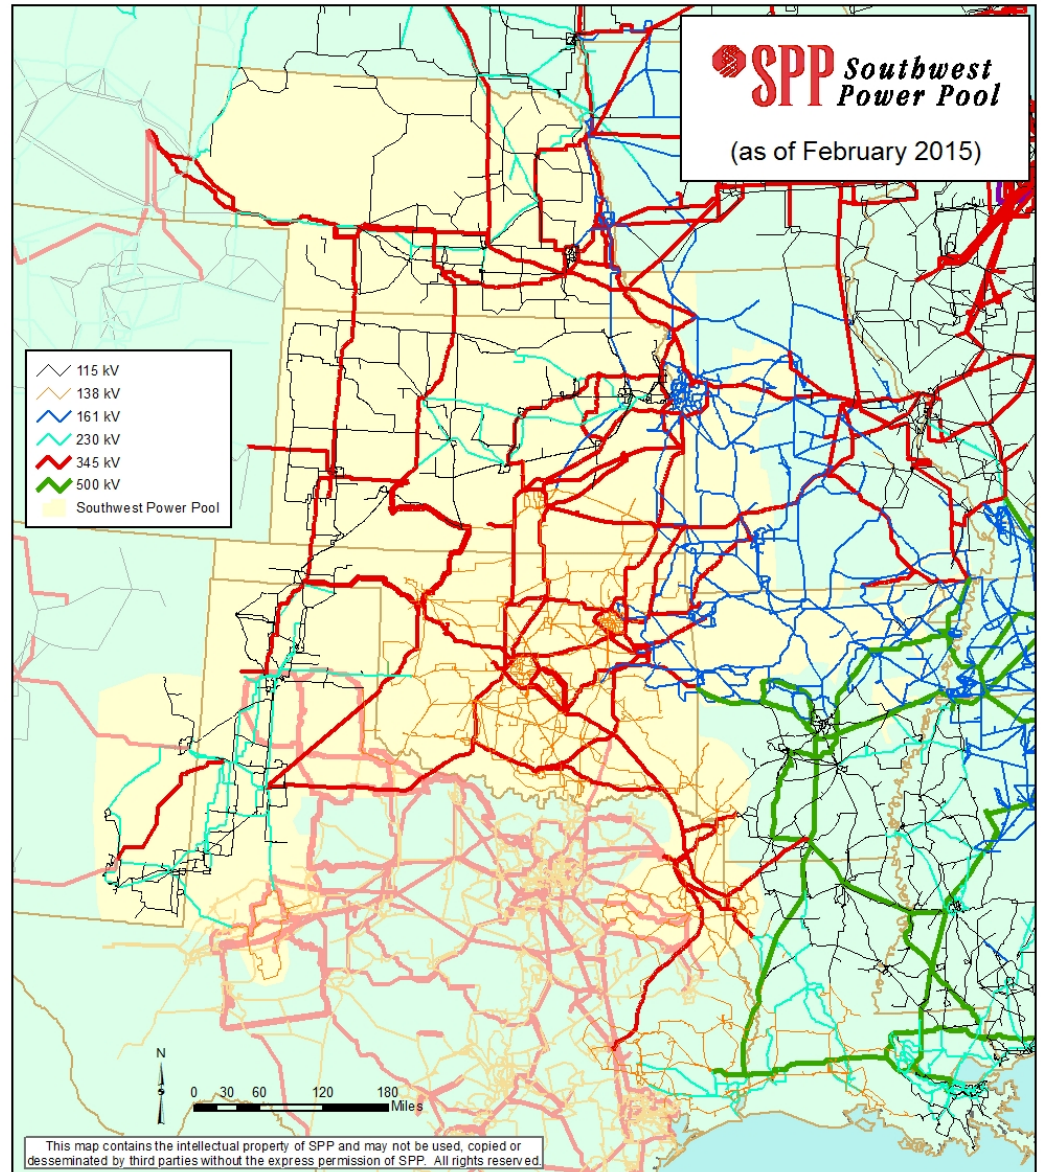 SPP Southwest
Power Pool
(as of February 2015)
115 kV
138 kV
161 kV
230 kV
345 kV
500 kV
Southwest Power Pool
N
0 30 60 120 180
Miles
This map contains the intellectual property of SPP and may not be used, copied or
desseminated by third parties without the express permission of SPP. All rights reserved.